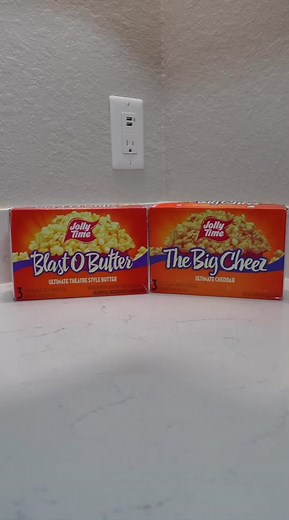 Jolly
Time
Blast O Butter
ULTIMATE THEATRE STYLE BUTTER
3
Jolly
Time
The Big Cheez
ULTIMATE CHEDDAR
3